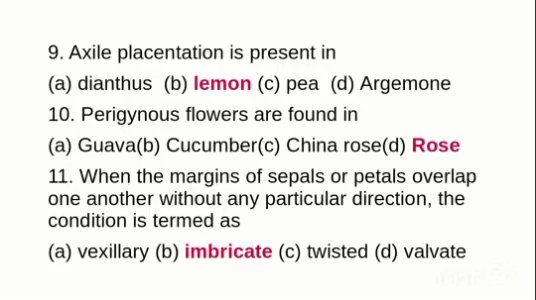 9. Axile placentation is present in
(a) dianthus (b) lemon (c) pea (d) Argemone
10. Perigynous flowers are found in
(a) Guava(b) Cucumber(c) China rose(d) Rose
11. When the margins of sepals or petals overlap
one another without any particular direction, the
condition is termed as
(a) vexillary (b) imbricate (c) twisted (d) valvate